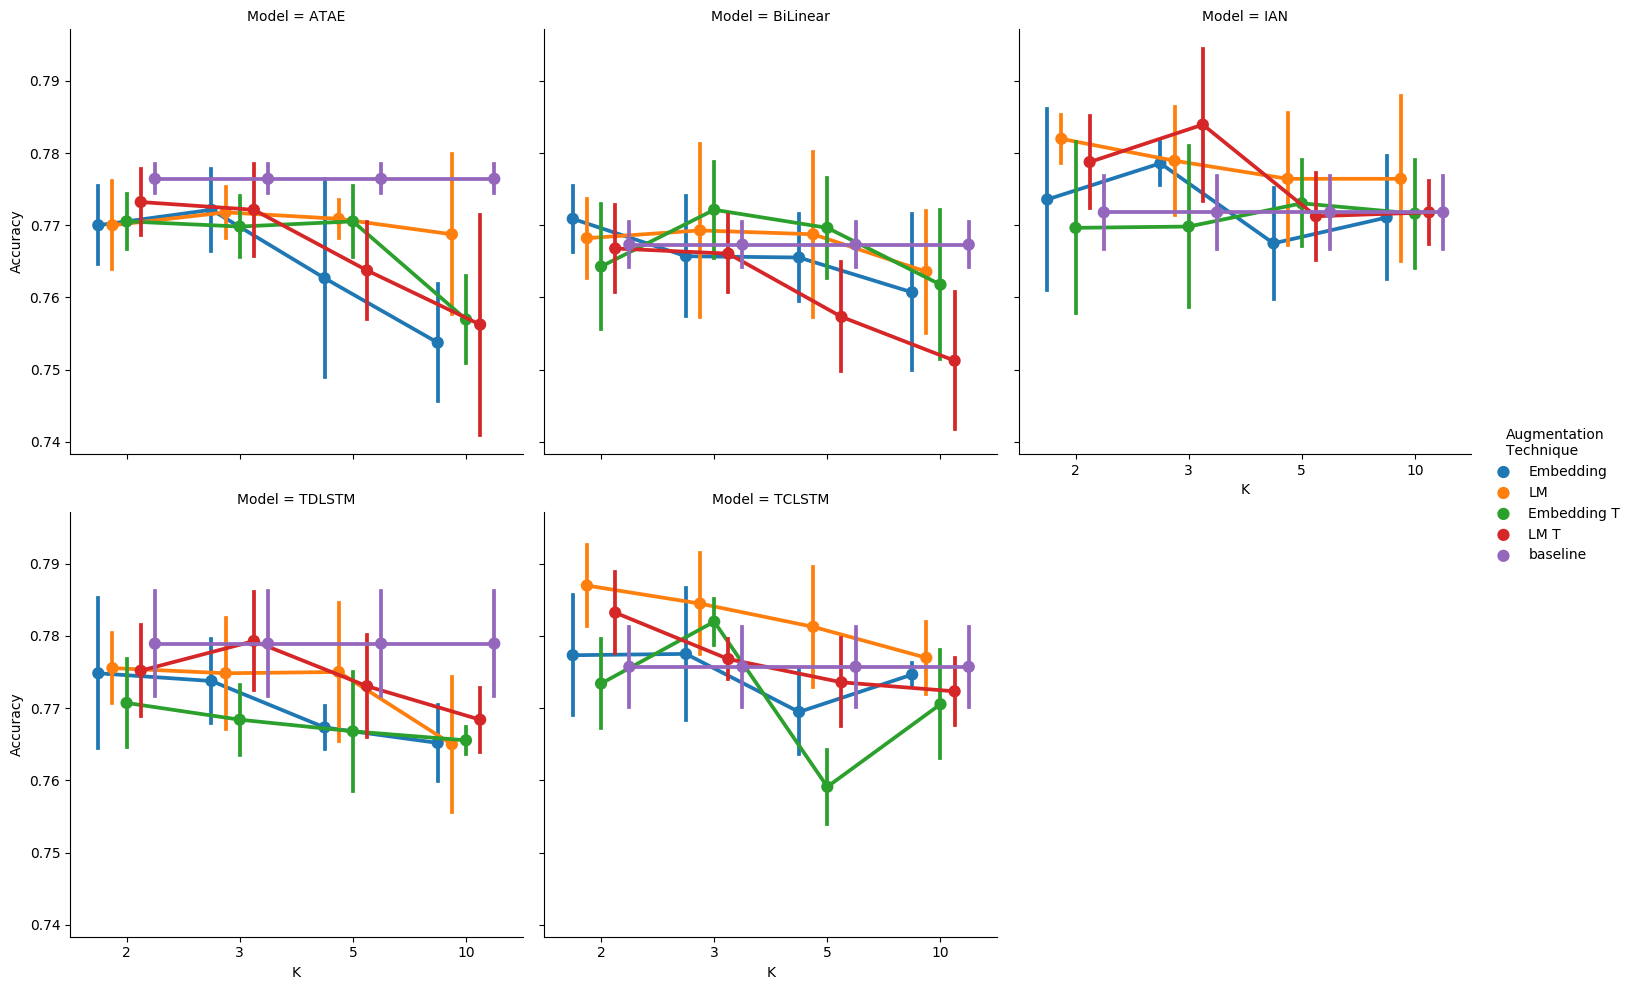 Model = ATAE
Model = BiLinear
Model = IAN
0.79
0.78
0.77
0.76
0.75
0.74
Accuracy
2
3
5
10
K
Augmentation
Technique
Embedding
LM
Embedding T
LM T
baseline
Model = TDLSTM
Model = TCLSTM
0.79
0.78
0.77
0.76
0.75
0.74
Accuracy
2
3
5
10
K
2
3
5
10
K